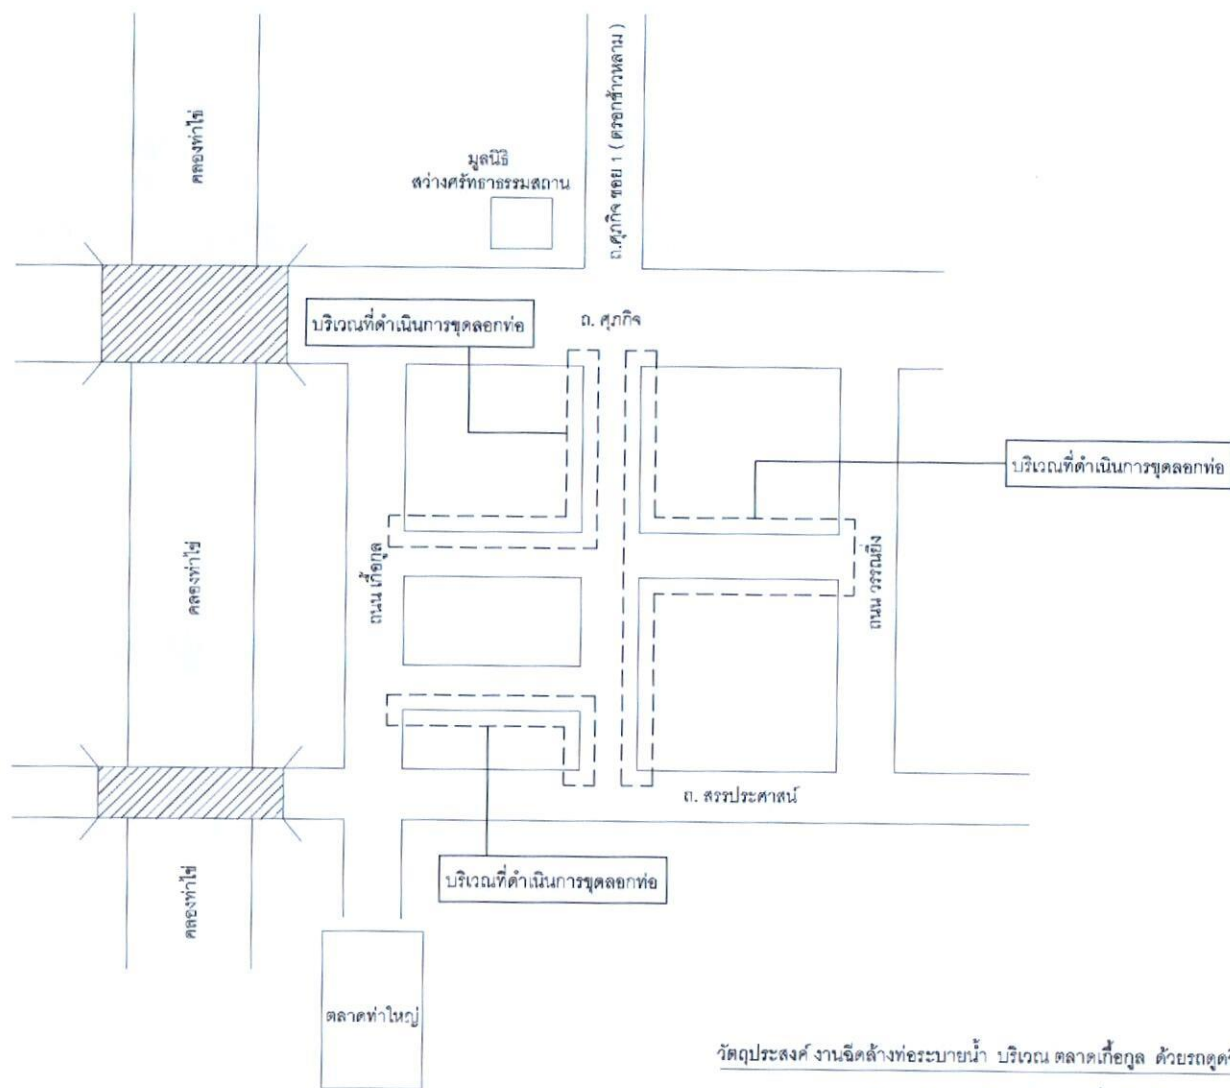 คลองท่าไข่
มูลนิธิ
สว่างศรัทธาธรรมสถาน
ถ.ศุภกิจ ซอย 1 ( ตรอกข้าวหลาม )
บริเวณที่ดำเนินการขุดลอกท่อ
ถ. ศุภกิจ
บริเวณที่ดำเนินการขุดลอกท่อ
คลองท่าไข่
ถนน เกื้อกูล
ถนน วรรณยิ่ง
ถ. สรรประศาสน์
บริเวณที่ดำเนินการขุดลอกท่อ
คลองท่าไข่
ตลาดท่าใหญ่
วัตถุประสงค์ งานฉีดล้างท่อระบายน้ำ บริเวณ ตลาดเกื้อกูล ด้วยรถดูด